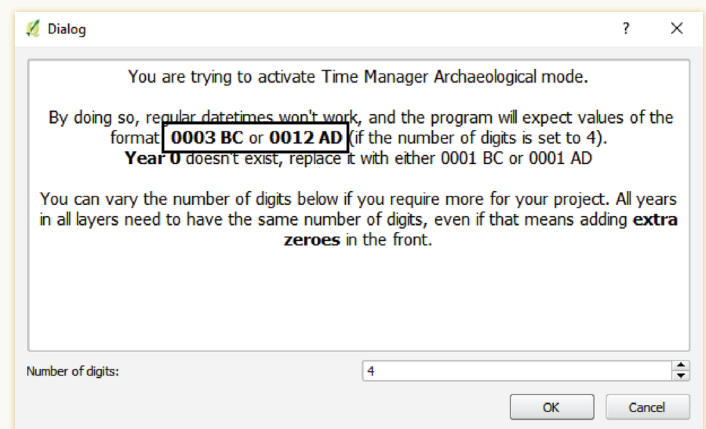 Dialog
You are trying to activate Time Manager Archaeological mode.
By doing so, regular datetimes won't work, and the program will expect values of the
format 0003 BC or 0012 AD (if the number of digits is set to 4).
Year 0 doesn't exist, replace it with either 0001 BC or 0001 AD
You can vary the number of digits below if you require more for your project. All years
in all layers need to have the same number of digits, even if that means adding extra
zeroes in the front.
Number of digits: 4
OK Cancel